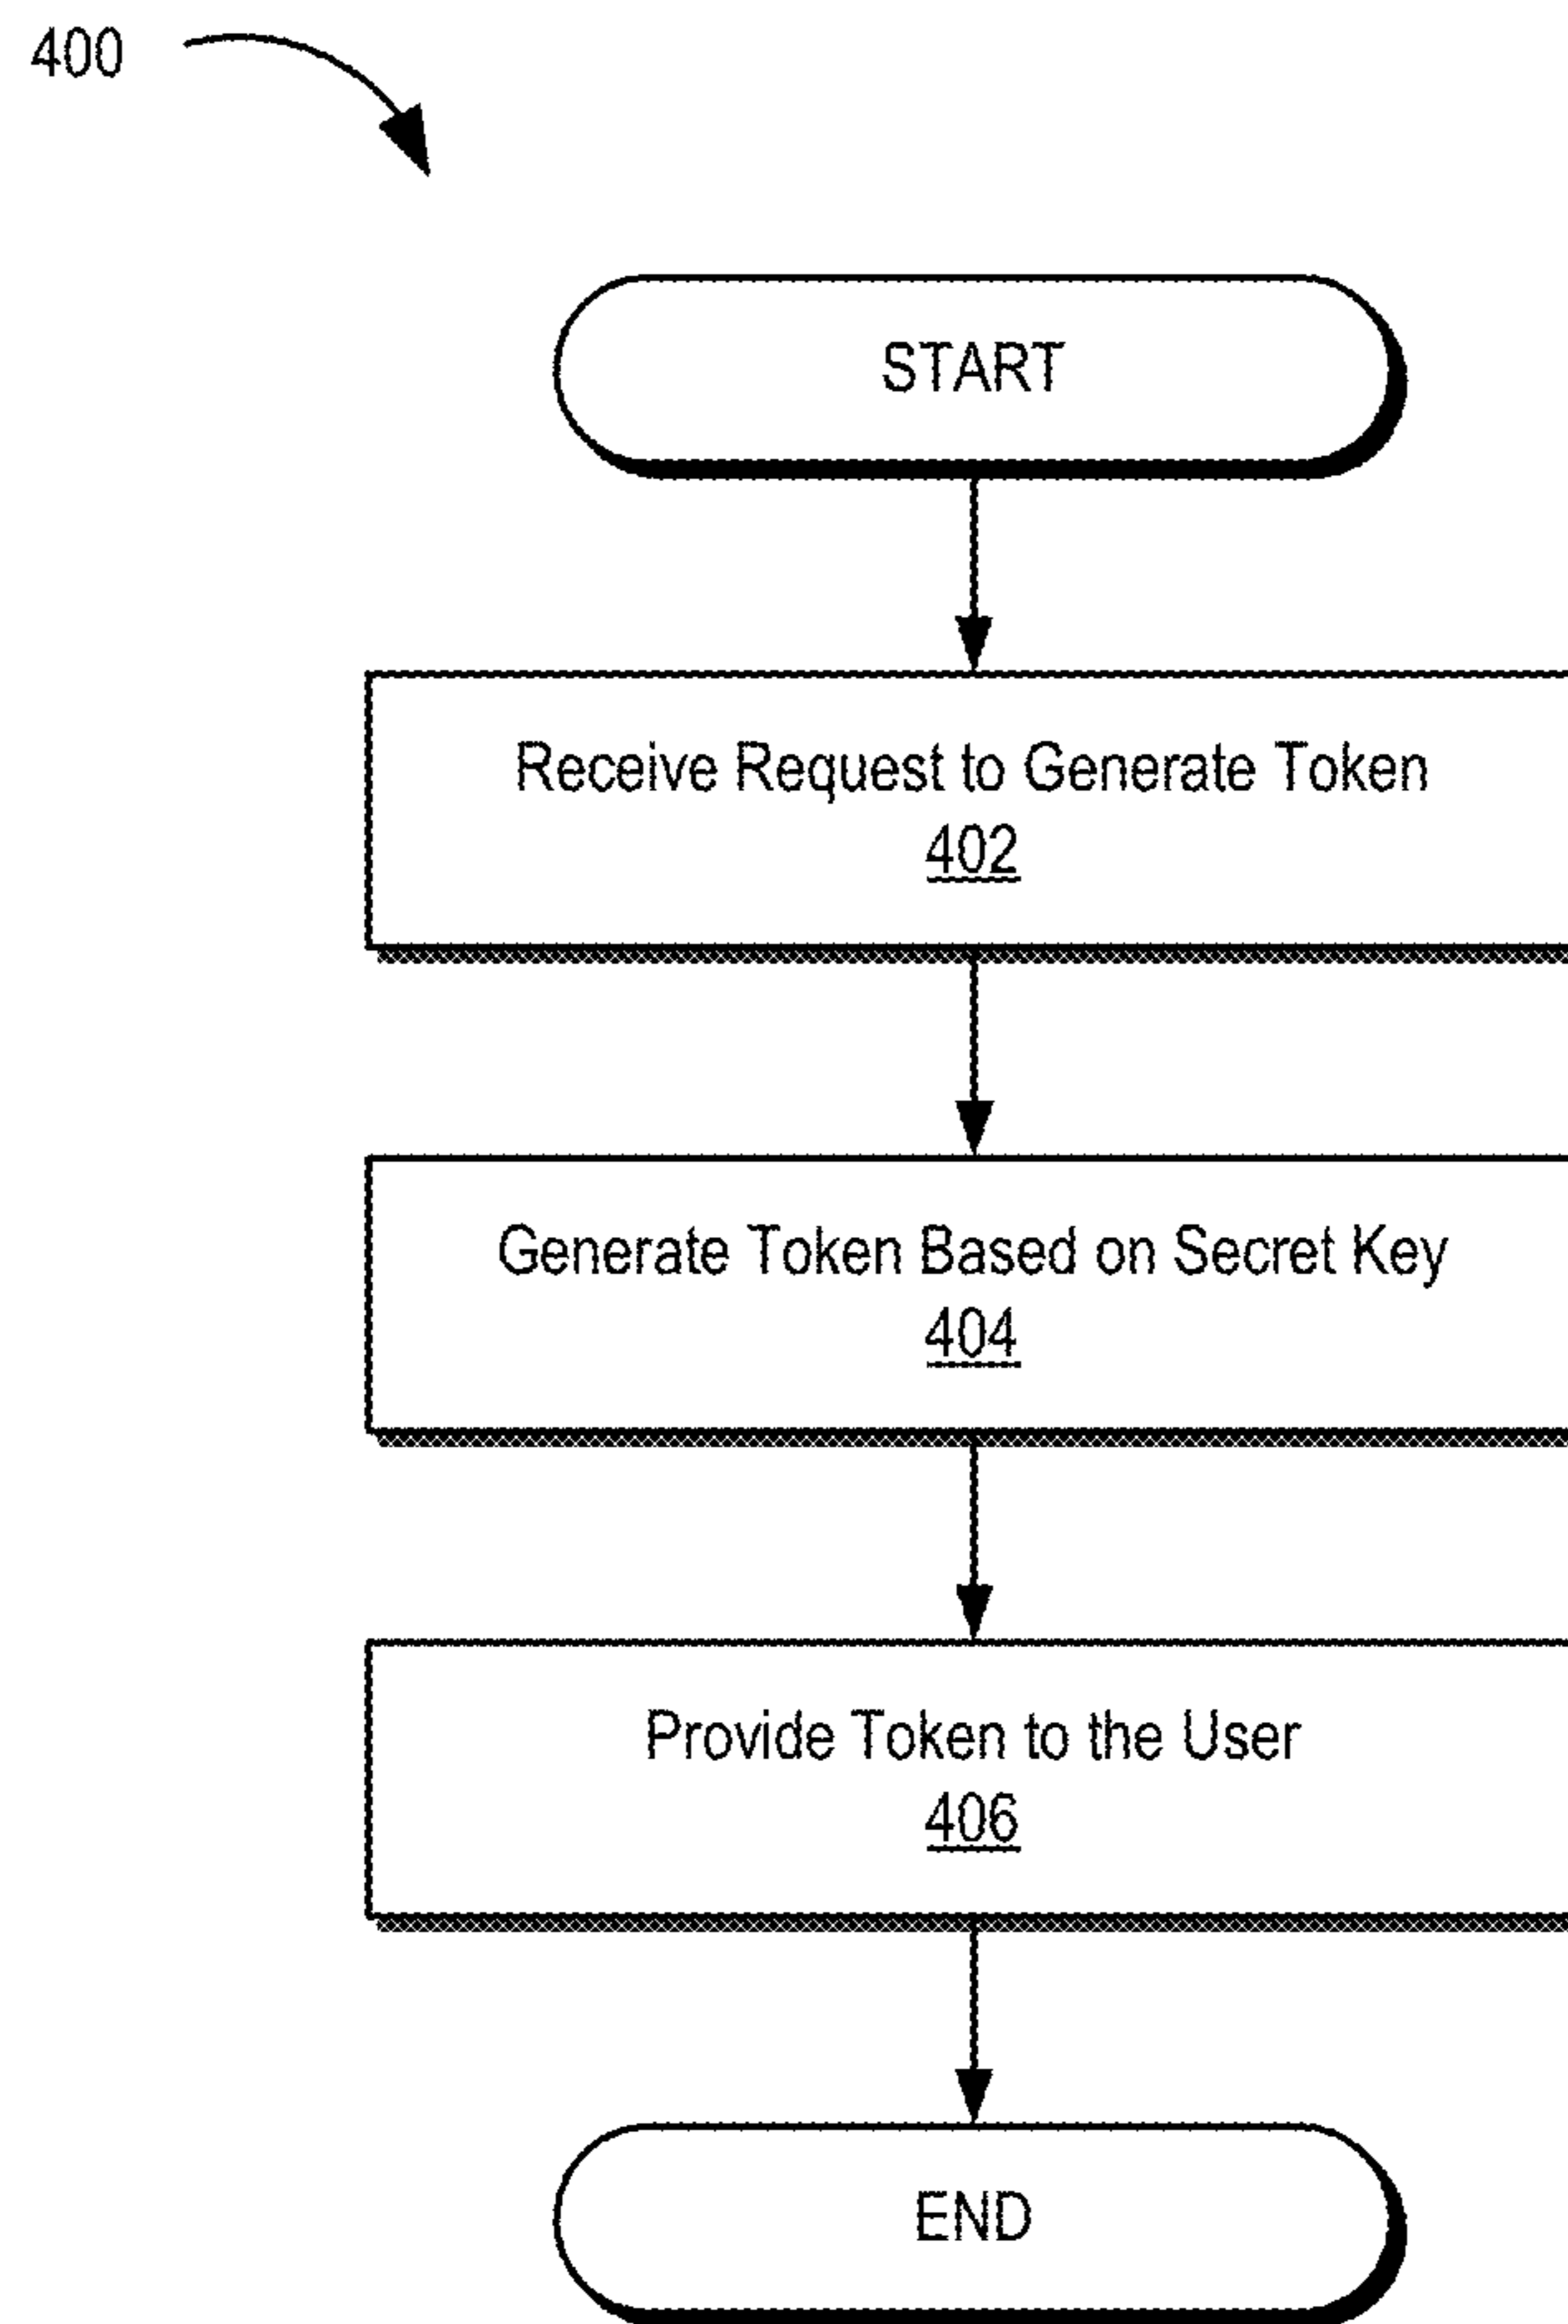 400
START
Receive Request to Generate Token
402
Generate Token Based on Secret Key
404
Provide Token to the User
406
END